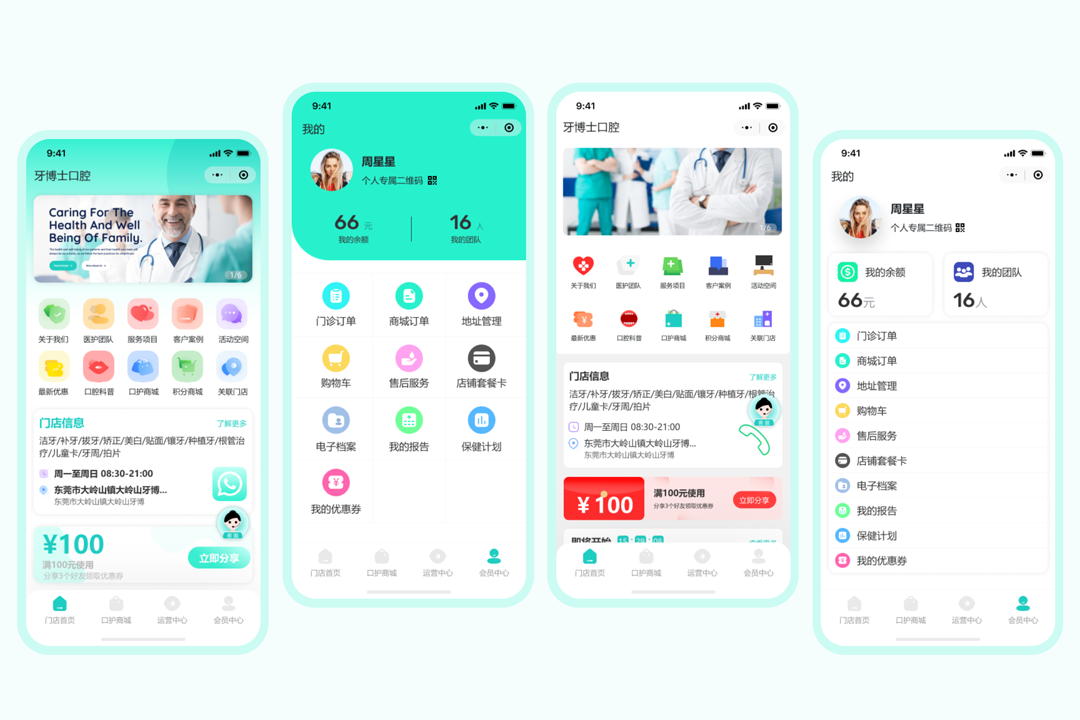 9:41
牙博士口腔
Caring For The
Health And Well
Being Of Family.
1/6
关于我们 医护团队 服务项目 客户案例 活动空间
最新优惠 口腔科普 口护商城 积分商城 关联门店
门店信息 了解更多
洁牙/补牙/拔牙/矫正/美白/贴面/镶牙/种植牙/根管治
疗/儿童卡/牙周/拍片
周一至周日 08:30-21:00
东莞市大岭山镇大岭山牙博...
东莞市大岭山镇大岭山牙博
¥100
满100元使用
分享3个好友领取优惠券
立即分享
门店首页 口护商城 运营中心 会员中心
9:41
我的
周星星
个人专属二维码
66 元 16 人
我的余额 我的团队
门诊订单 商城订单 地址管理
购物车 售后服务 店铺套餐卡
电子档案 我的报告 保健计划
我的优惠券
门店首页 口护商城 运营中心 会员中心
9:41
牙博士口腔
1/6
关于我们 医护团队 服务项目 客户案例 活动空间
最新优惠 口腔科普 口护商城 积分商城 关联门店
门店信息 了解更多
洁牙/补牙/拔牙/矫正/美白/贴面/镶牙/种植牙/根管治
疗/儿童卡/牙周/拍片
周一至周日 08:30-21:00
东莞市大岭山镇大岭山牙博...
东莞市大岭山镇大岭山牙博
¥100
满100元使用
分享3个好友领取优惠券
立即分享
即将开始
门店首页 口护商城 运营中心 会员中心
9:41
我的
周星星
个人专属二维码
我的余额
66元
我的团队
16人
门诊订单
商城订单
地址管理
购物车
售后服务
店铺套餐卡
电子档案
我的报告
保健计划
我的优惠券
门店首页 口护商城 运营中心 会员中心